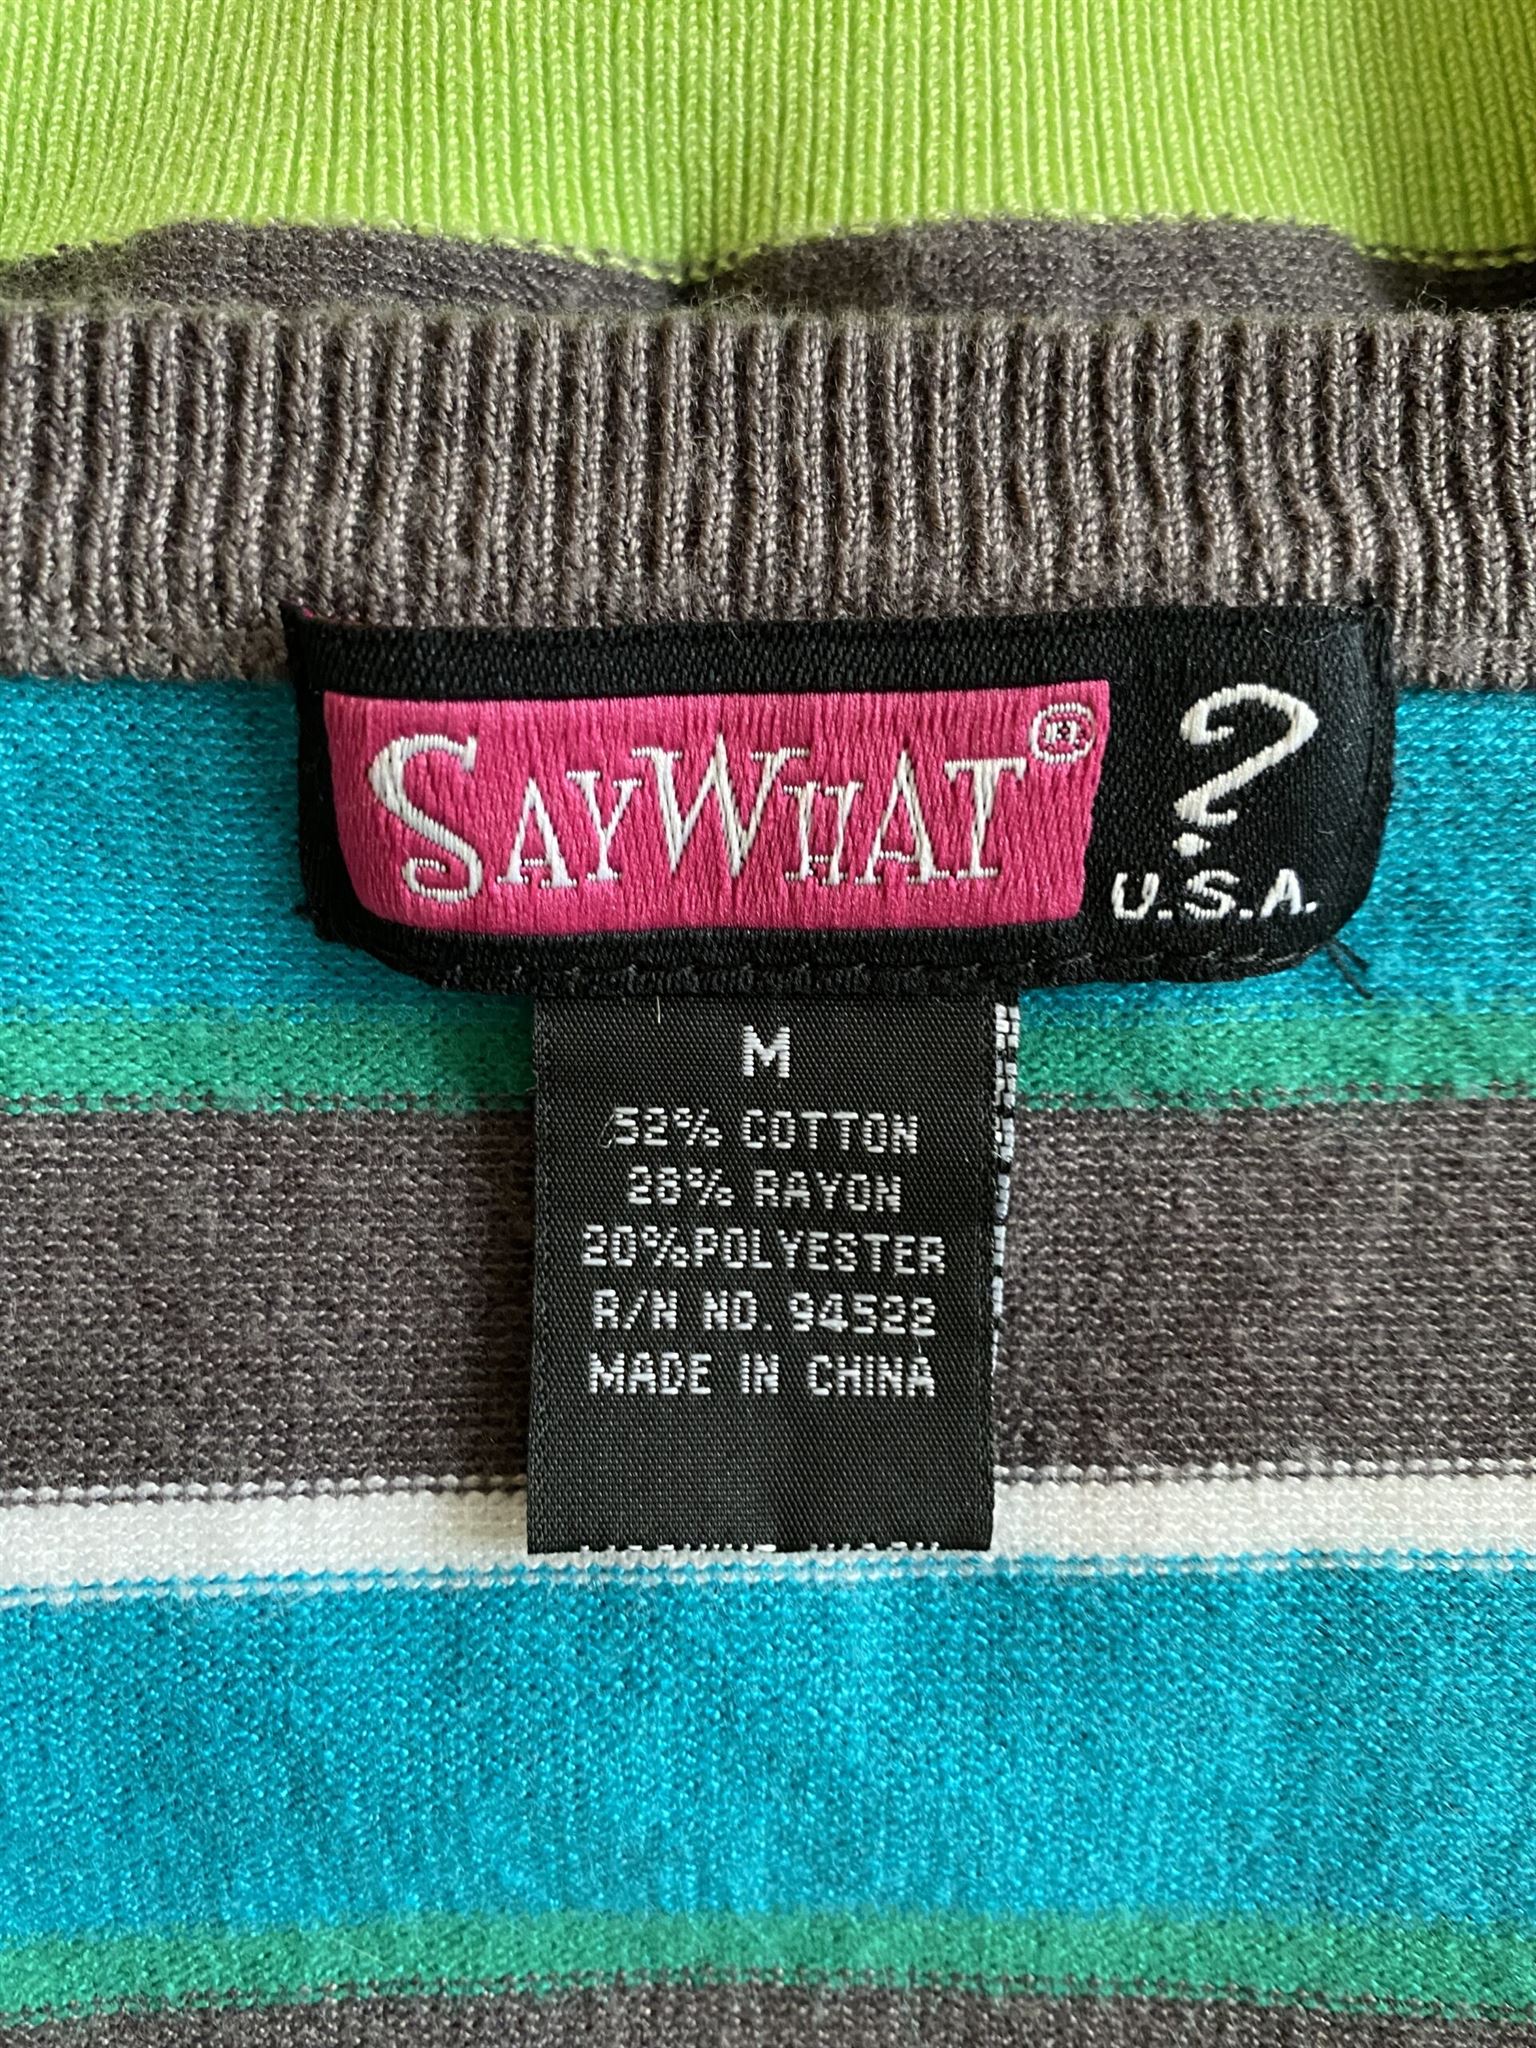 SAYWHAT® ?
U.S.A.
M
52% COTTON
28% RAYON
20% POLYESTER
R/N NO. 94522
MADE IN CHINA